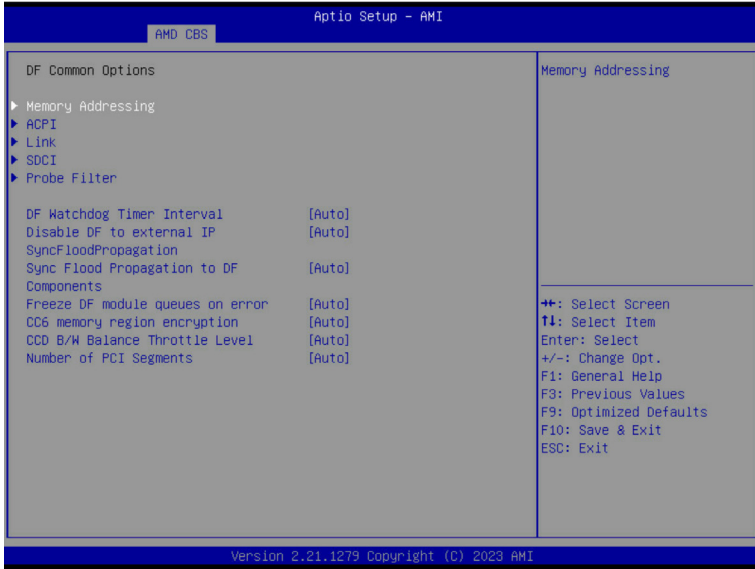 Aptio Setup – AMI
AMD CBS
DF Common Options
Memory Addressing
ACPI
Link
SDCI
Probe Filter
DF Watchdog Timer Interval [Auto]
Disable DF to external IP [Auto]
SyncFloodPropagation
Sync Flood Propagation to DF [Auto]
Components
Freeze DF module queues on error [Auto]
CC6 memory region encryption [Auto]
CCD B/W Balance Throttle Level [Auto]
Number of PCI Segments [Auto]
Memory Addressing
→←: Select Screen
↑↓: Select Item
Enter: Select
+/-: Change Opt.
F1: General Help
F3: Previous Values
F9: Optimized Defaults
F10: Save & Exit
ESC: Exit
Version 2.21.1279 Copyright (C) 2023 AMI